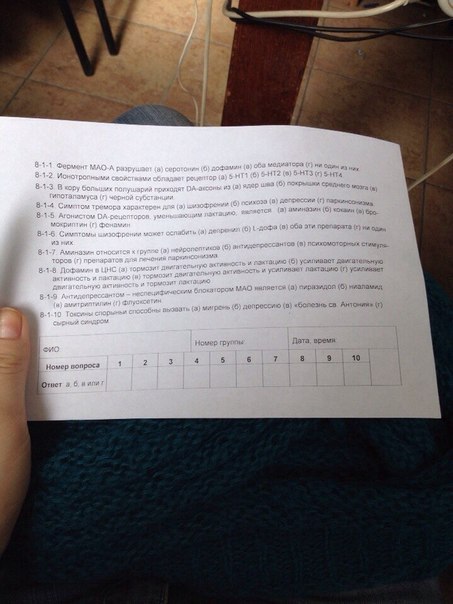 8-1-1 Фермент МАО-А разрушает (а) серотонин (б) дофамин (в) оба медиатора (г) ни один из них
8-1-2 Ионотропными свойствами обладает рецептор (а) 5-HT1 (б) 5-HT2 (в) 5-HT3 (г) 5-HT4
8-1-3. В кору больших полушарий приходят DA-аксоны из (а) ядер шва (б) покрышки среднего мозга (в)
гипоталамуса (г) черной субстанции
8-1-4. Симптом тремора характерен для (а) шизофрении (б) психоза (в) депрессии (г) паркинсонизма
8-1-5. Агонистом DA-рецепторов, уменьшающим лактацию, является (а) аминазин (б) кокаин (в) бро-
мокриптин (г) фенамин
8-1-6. Симптомы шизофрении может ослабить (а) депренил (б) L-дофа (в) оба эти препарата (г) ни один
из них
8-1-7. Аминазин относится к группе (а) нейролептиков (б) антидепрессантов (в) психомоторных стимуля-
торов (г) препаратов для лечения паркинсонизма
8-1-8. Дофамин в ЦНС (а) тормозит двигательную активность и лактацию (б) усиливает двигательную
активность и лактацию (в) тормозит двигательную активность и усиливает лактацию (г) усиливает
двигательную активность и тормозит лактацию
8-1-9 Антидепрессантом – неспецифическим блокатором МАО является (а) пиразидол (б) ниаламид
(в) амитриптилин (г) флуоксетин
8-1-10 Токсины спорыньи способны вызвать (а) мигрень (б) депрессию (в) «болезнь св. Антония» (г)
сырный синдром
ФИО Номер группы: Дата, время:
Номер вопроса 1 2 3 4 5 6 7 8 9 10
Ответ а, б, в или г